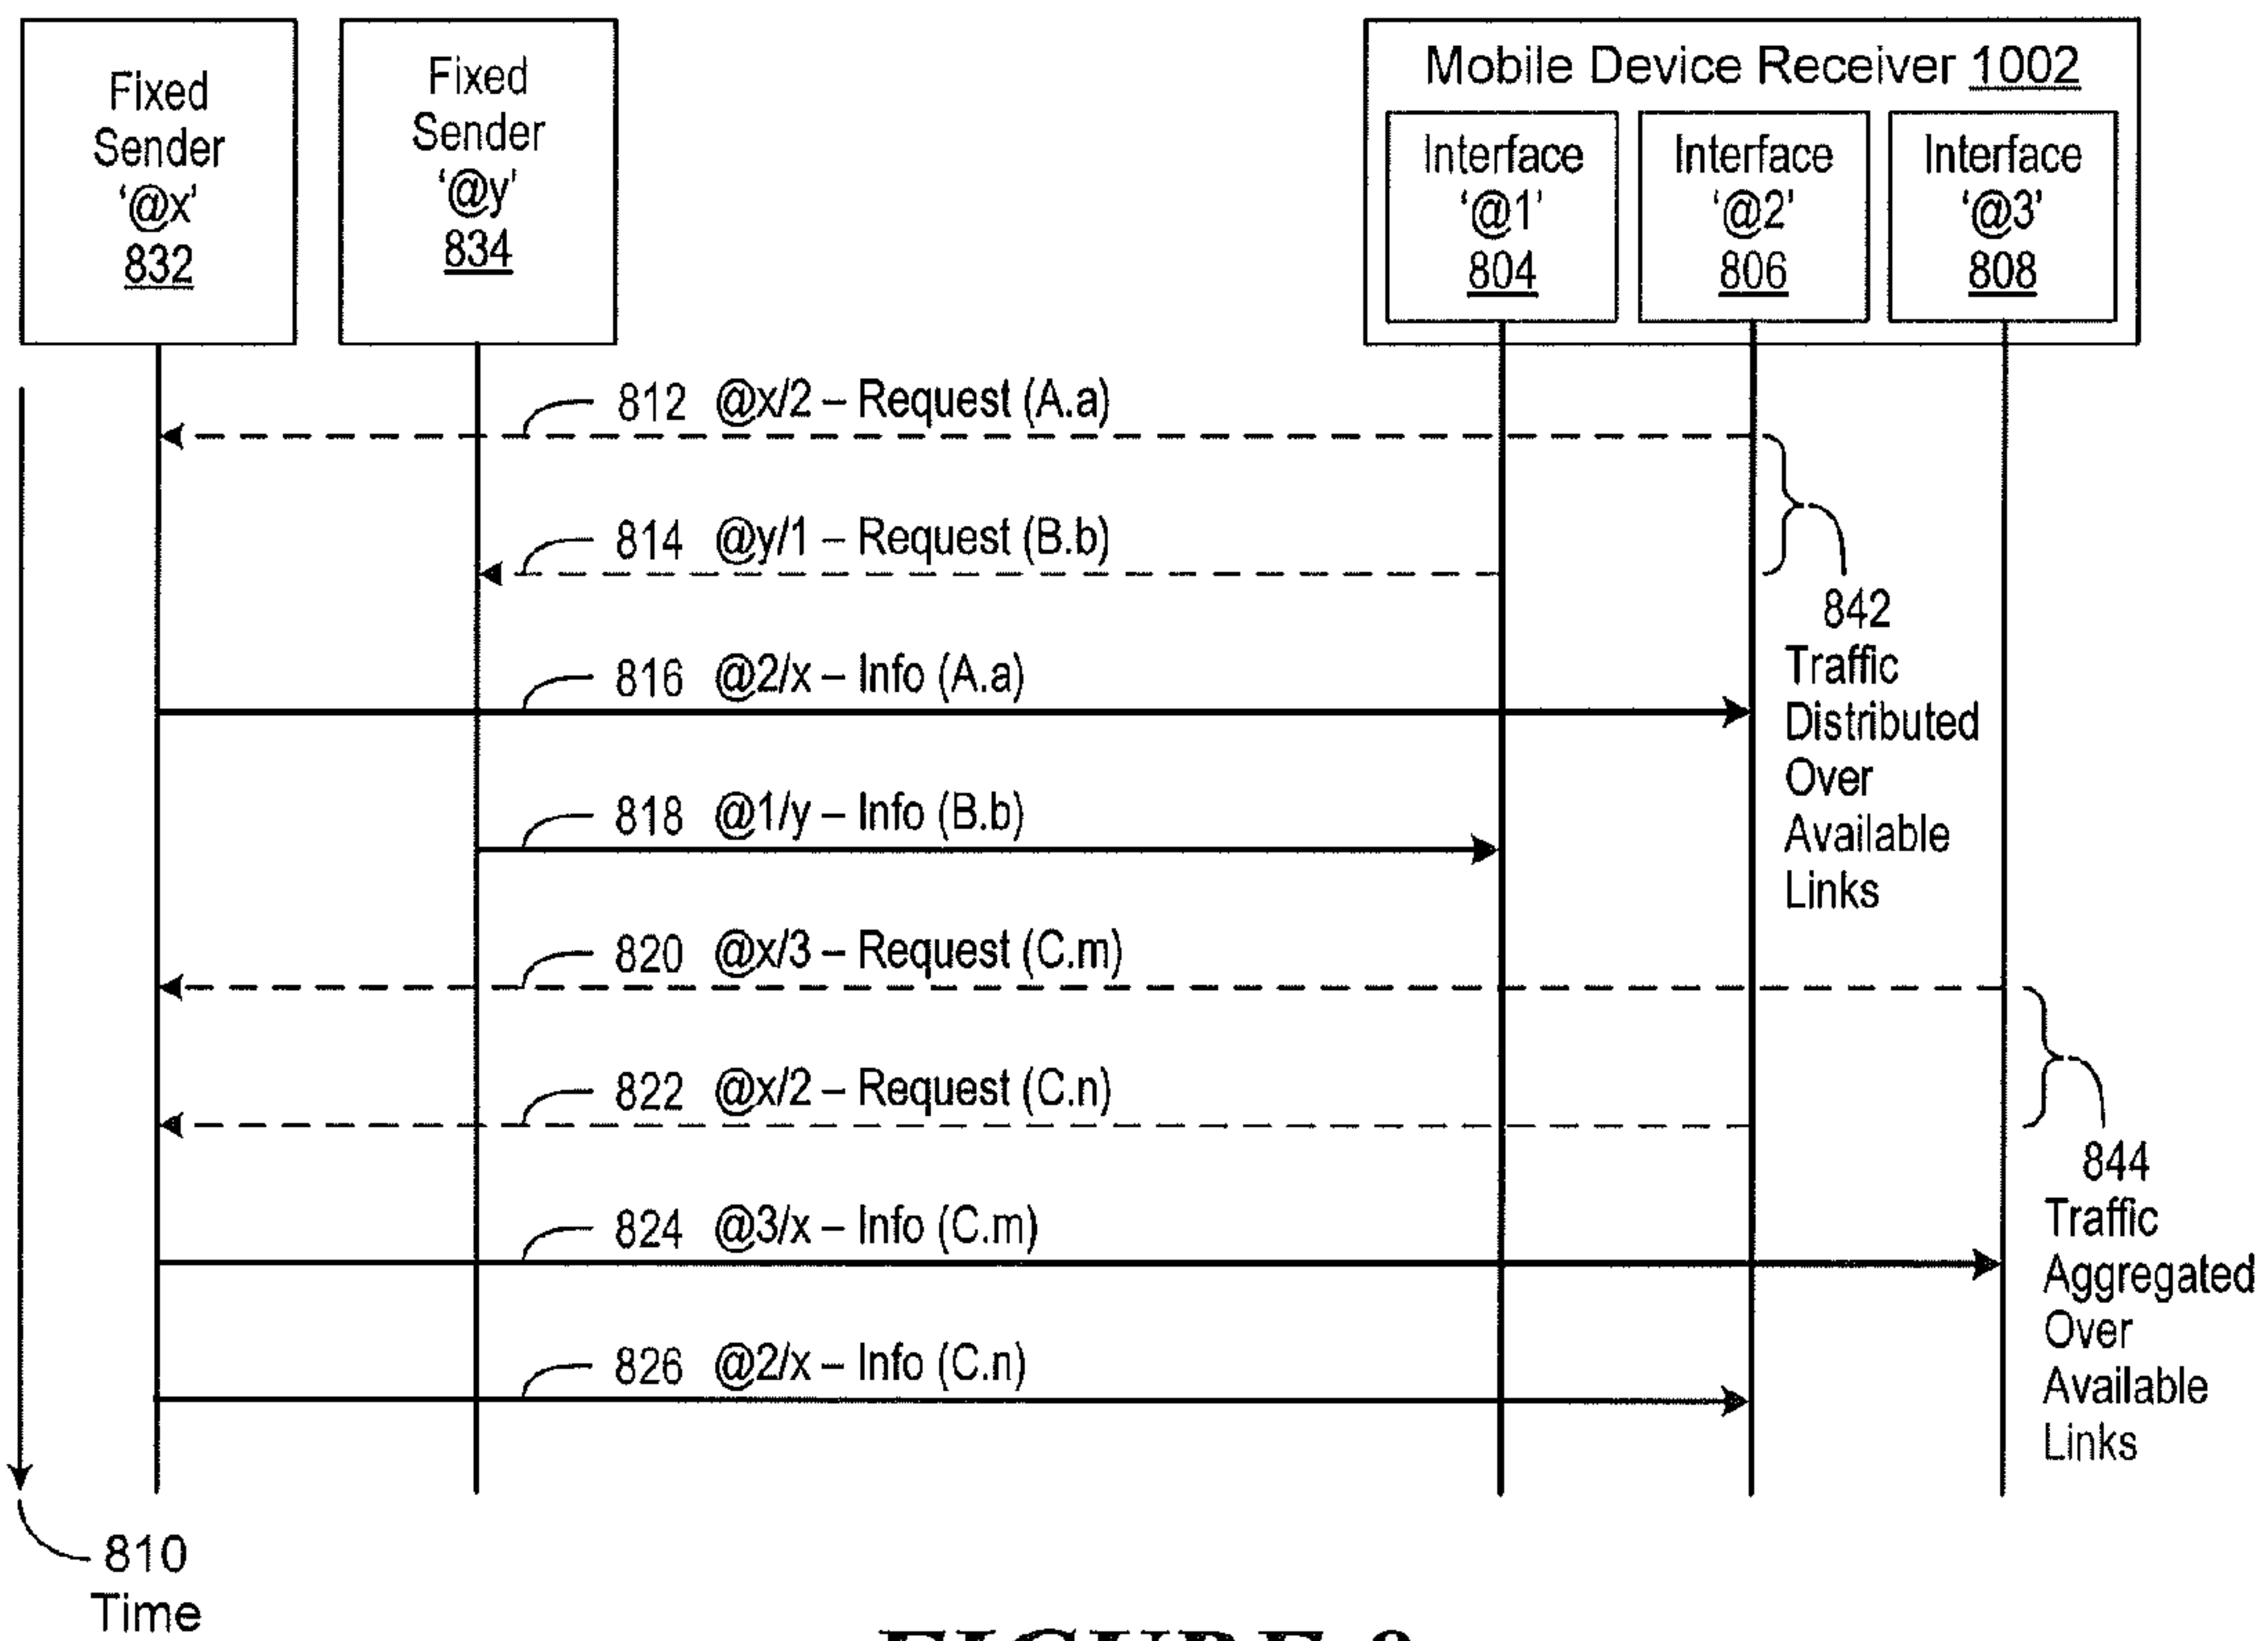 Fixed
Sender
‘@x’
832
Fixed
Sender
‘@y’
834
Mobile Device Receiver 1002
Interface
‘@1’
804
Interface
‘@2’
806
Interface
‘@3’
808
812 @x/2 – Request (A.a)
814 @y/1 – Request (B.b)
842
Traffic
Distributed
Over
Available
Links
816 @2/x – Info (A.a)
818 @1/y – Info (B.b)
820 @x/3 – Request (C.m)
822 @x/2 – Request (C.n)
844
Traffic
Aggregated
Over
Available
Links
824 @3/x – Info (C.m)
826 @2/x – Info (C.n)
810
Time
FIGURE